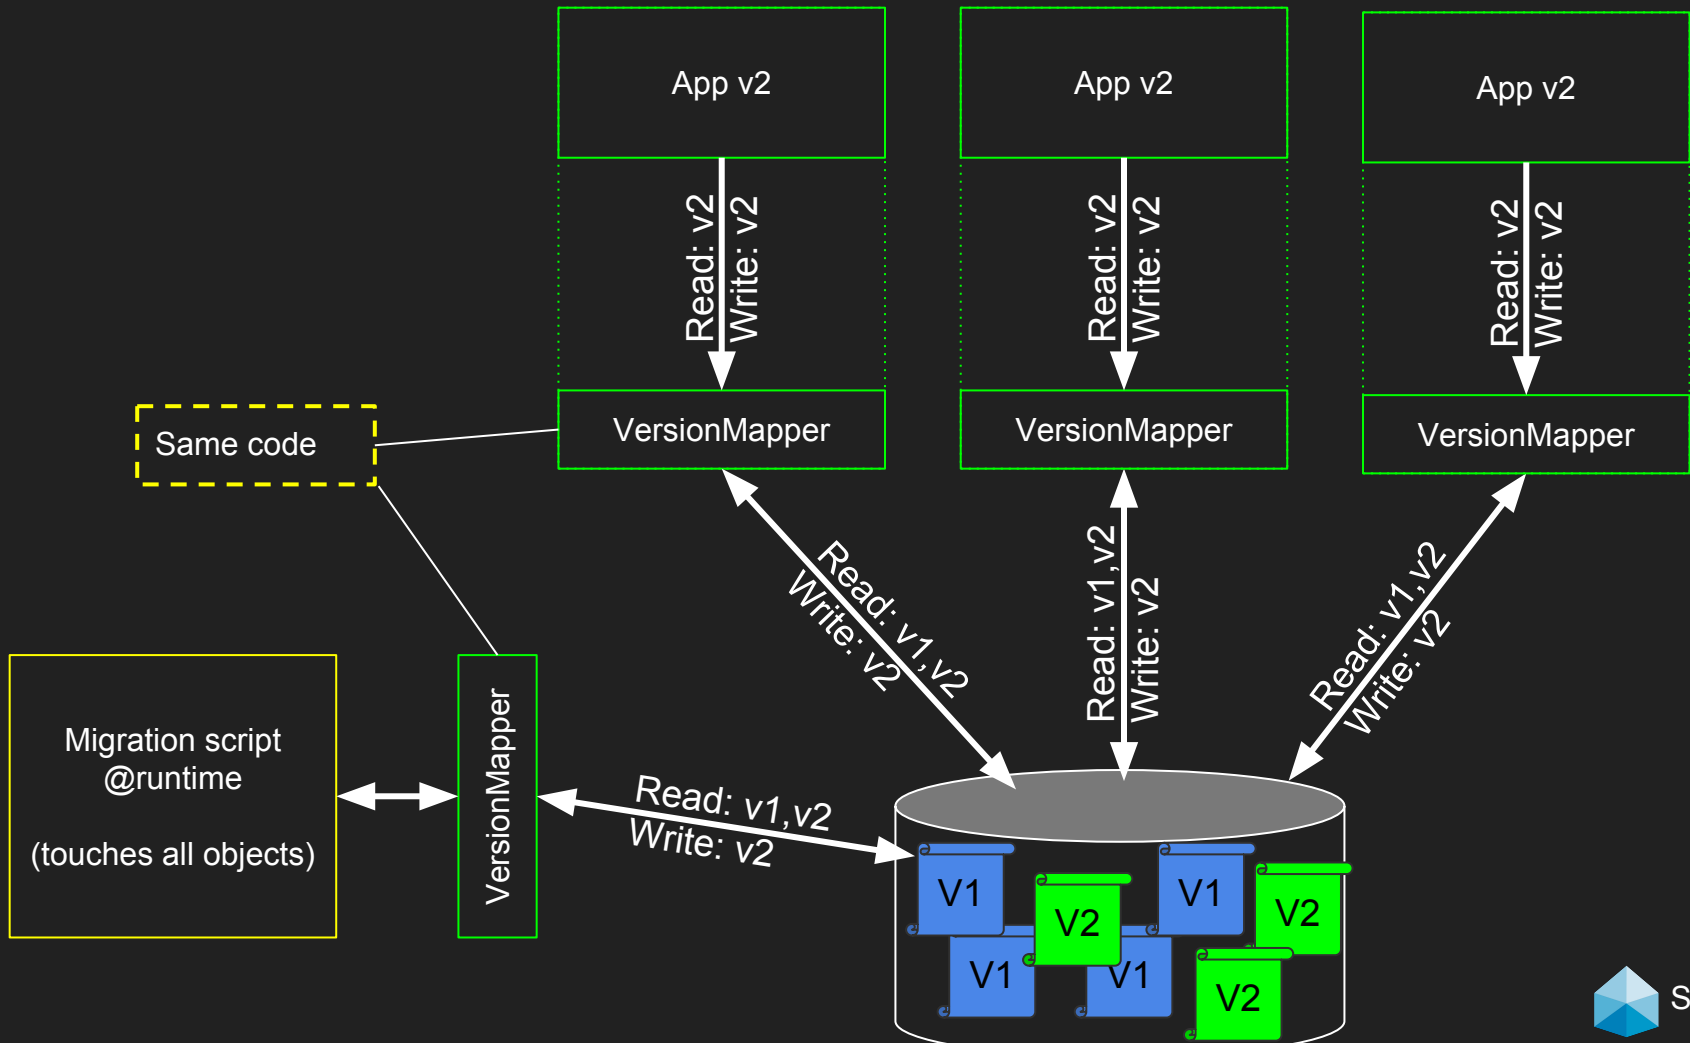 App v2
App v2
App v2
Read: v2
Write: v2
Read: v2
Write: v2
Read: v2
Write: v2
Same code
VersionMapper
VersionMapper
VersionMapper
Read: v1,v2
Write: v2
Read: v1,v2
Write: v2
Read: v1,v2
Write: v2
Migration script
@runtime
(touches all objects)
VersionMapper
Read: v1,v2
Write: v2
V1
V2
V1
V2
V1
V1
V2
S